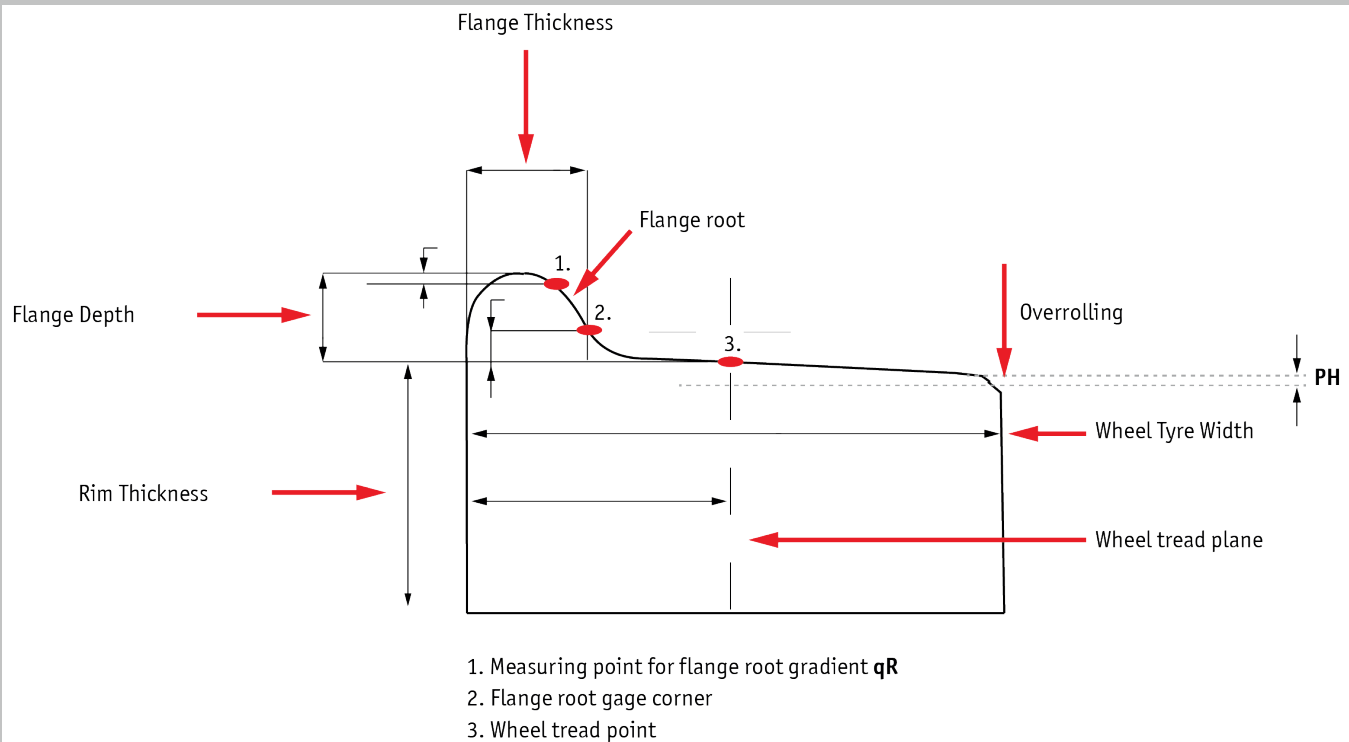 Flange Thickness
Flange root
1.
2.
Flange Depth
3.
Overrolling
PH
Wheel Tyre Width
Rim Thickness
Wheel tread plane
1. Measuring point for flange root gradient qR
2. Flange root gage corner
3. Wheel tread point